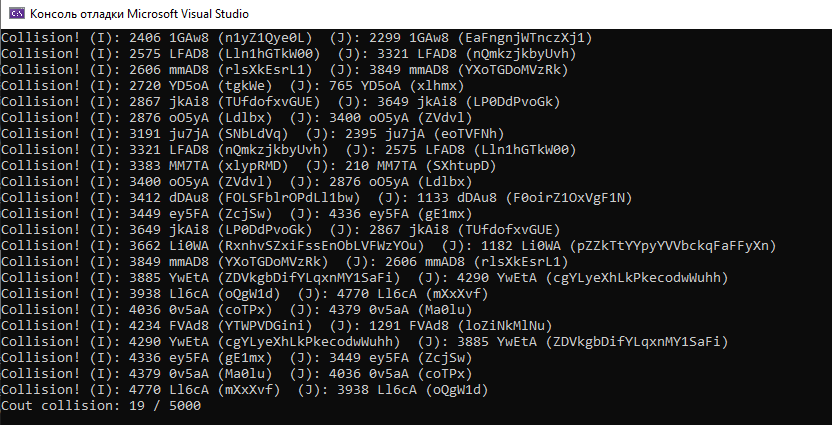 Консоль отладки Microsoft Visual Studio
Collision! (I): 2406 1GAw8 (n1yZ1Qye0L)  (J): 2299 1GAw8 (EaFngnjWTnczXj1)
Collision! (I): 2575 LFAD8 (Lln1hGTkW00)  (J): 3321 LFAD8 (nQmkzjkbyUvh)
Collision! (I): 2606 mmAD8 (rlsXkEsrL1)  (J): 3849 mmAD8 (YXoTGDoMVzRk)
Collision! (I): 2720 YD5oA (tgkWe)  (J): 765 YD5oA (xlhmx)
Collision! (I): 2867 jkAi8 (TUfdofxvGUE)  (J): 3649 jkAi8 (LP0DdPvoGk)
Collision! (I): 2876 oO5yA (Ldlbx)  (J): 3400 oO5yA (ZVdvl)
Collision! (I): 3191 ju7jA (SNbLdVq)  (J): 2395 ju7jA (eoTVFNh)
Collision! (I): 3321 LFAD8 (nQmkzjkbyUvh)  (J): 2575 LFAD8 (Lln1hGTkW00)
Collision! (I): 3383 MM7TA (xlypRMD)  (J): 210 MM7TA (SXhtupD)
Collision! (I): 3400 oO5yA (ZVdvl)  (J): 2876 oO5yA (Ldlbx)
Collision! (I): 3412 dDAu8 (FOLSFblrOPdLl1bw)  (J): 1133 dDAu8 (F0oirZ1OxVgF1N)
Collision! (I): 3449 ey5FA (ZcjSw)  (J): 4336 ey5FA (gE1mx)
Collision! (I): 3649 jkAi8 (LP0DdPvoGk)  (J): 2867 jkAi8 (TUfdofxvGUE)
Collision! (I): 3662 Li0WA (RxnhvSZxiFssEnObLVFWzYOu)  (J): 1182 Li0WA (pZZkTtYYpyYVVbckqFaFFyXn)
Collision! (I): 3849 mmAD8 (YXoTGDoMVzRk)  (J): 2606 mmAD8 (rlsXkEsrL1)
Collision! (I): 3885 YwEtA (ZDVkgbDifYLqxnMY1SaFi)  (J): 4290 YwEtA (cgYLyeXhLkPkecodwWuhh)
Collision! (I): 3938 Ll6cA (oQgW1d)  (J): 4770 Ll6cA (mXxXvf)
Collision! (I): 4036 0v5aA (coTPx)  (J): 4379 0v5aA (Ma0lu)
Collision! (I): 4234 FVAd8 (YTWPVDGini)  (J): 1291 FVAd8 (loZiNkMlNu)
Collision! (I): 4290 YwEtA (cgYLyeXhLkPkecodwWuhh)  (J): 3885 YwEtA (ZDVkgbDifYLqxnMY1SaFi)
Collision! (I): 4336 ey5FA (gE1mx)  (J): 3449 ey5FA (ZcjSw)
Collision! (I): 4379 0v5aA (Ma0lu)  (J): 4036 0v5aA (coTPx)
Collision! (I): 4770 Ll6cA (mXxXvf)  (J): 3938 Ll6cA (oQgW1d)
Cout collision: 19 / 5000